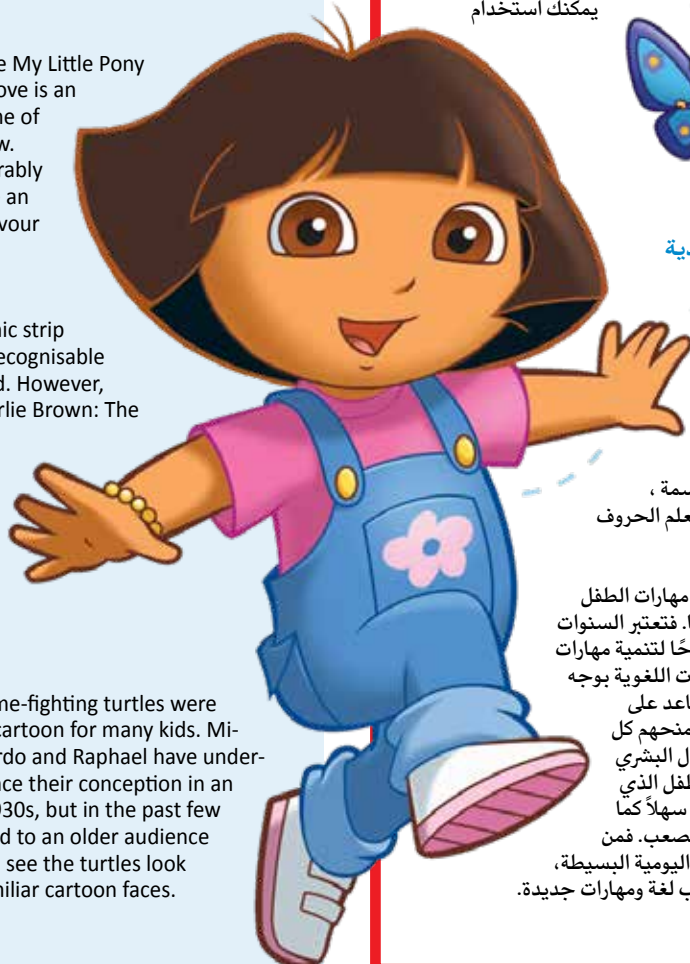 e My Little Pony
ove is an
ne of
w.
rably
an
vour
nic strip
ecognisable
d. However,
rlie Brown: The
me-fighting turtles were
cartoon for many kids. Mi-
rdo and Raphael have under-
nce their conception in an
930s, but in the past few
d to an older audience
see the turtles look
miliar cartoon faces.
يمكنك استخدام
دية
سمة ،
علم الحروف
مهارات الطفل
ا. فتعتبر السنوات
حًا لتنمية مهارات
ت اللغوية بوجه
اعد على
منحهم كل
ل البشري
طفل الذي
سهلاً كما
صعب. فمن
اليومية البسيطة،
ب لغة ومهارات جديدة.